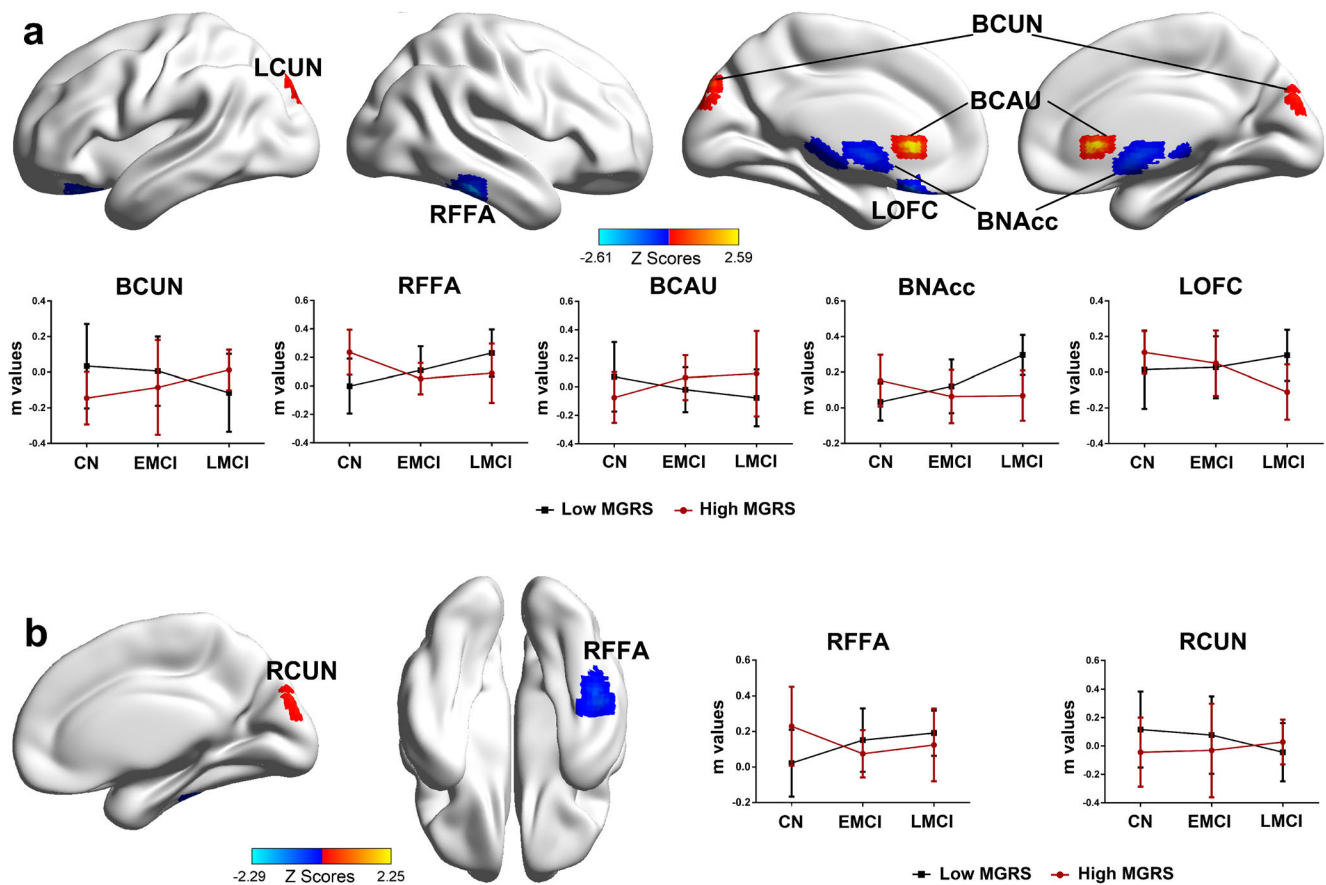 a
LCUN
RFFA
BCUN
BCAU
LOFC
BNAcc
-2.61 Z Scores 2.59
BCUN
m values
0.4
0.2
0.0
-0.2
-0.4
CN EMCI LMCI
RFFA
m values
0.6
0.4
0.2
0.0
-0.2
-0.4
CN EMCI LMCI
BCAU
m values
0.6
0.4
0.2
0.0
-0.2
-0.4
CN EMCI LMCI
BNAcc
m values
0.6
0.4
0.2
0.0
-0.2
CN EMCI LMCI
LOFC
m values
0.4
0.2
0.0
-0.2
-0.4
CN EMCI LMCI
Low MGRS High MGRS
b
RCUN
RFFA
-2.29 Z Scores 2.25
RFFA
m values
0.6
0.4
0.2
0.0
-0.2
CN EMCI LMCI
RCUN
m values
0.6
0.4
0.2
0.0
-0.2
-0.4
CN EMCI LMCI
Low MGRS High MGRS